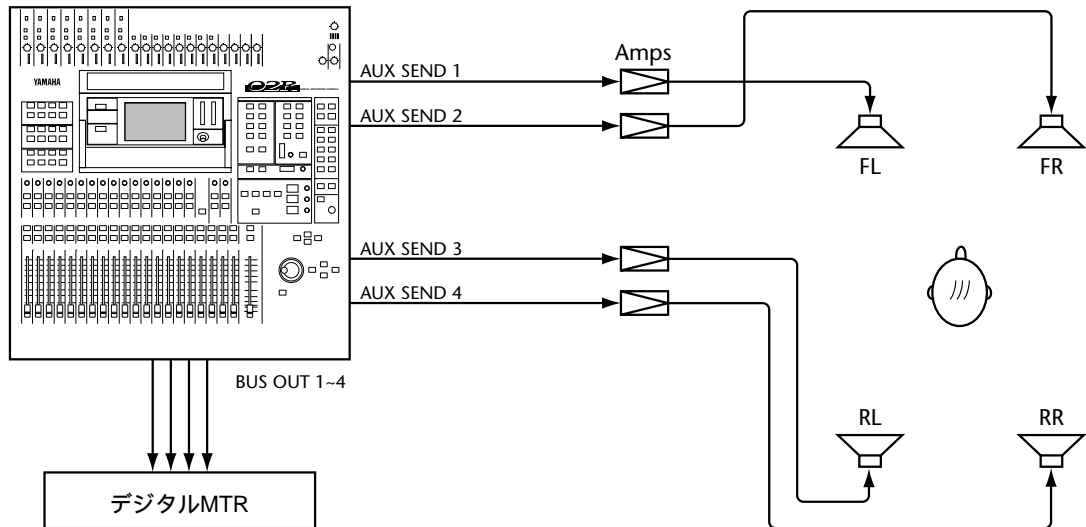 YAMAHA
02R
AUX SEND 1
AUX SEND 2
Amps
FL
FR
AUX SEND 3
AUX SEND 4
BUS OUT 1~4
RL
RR
デジタルMTR